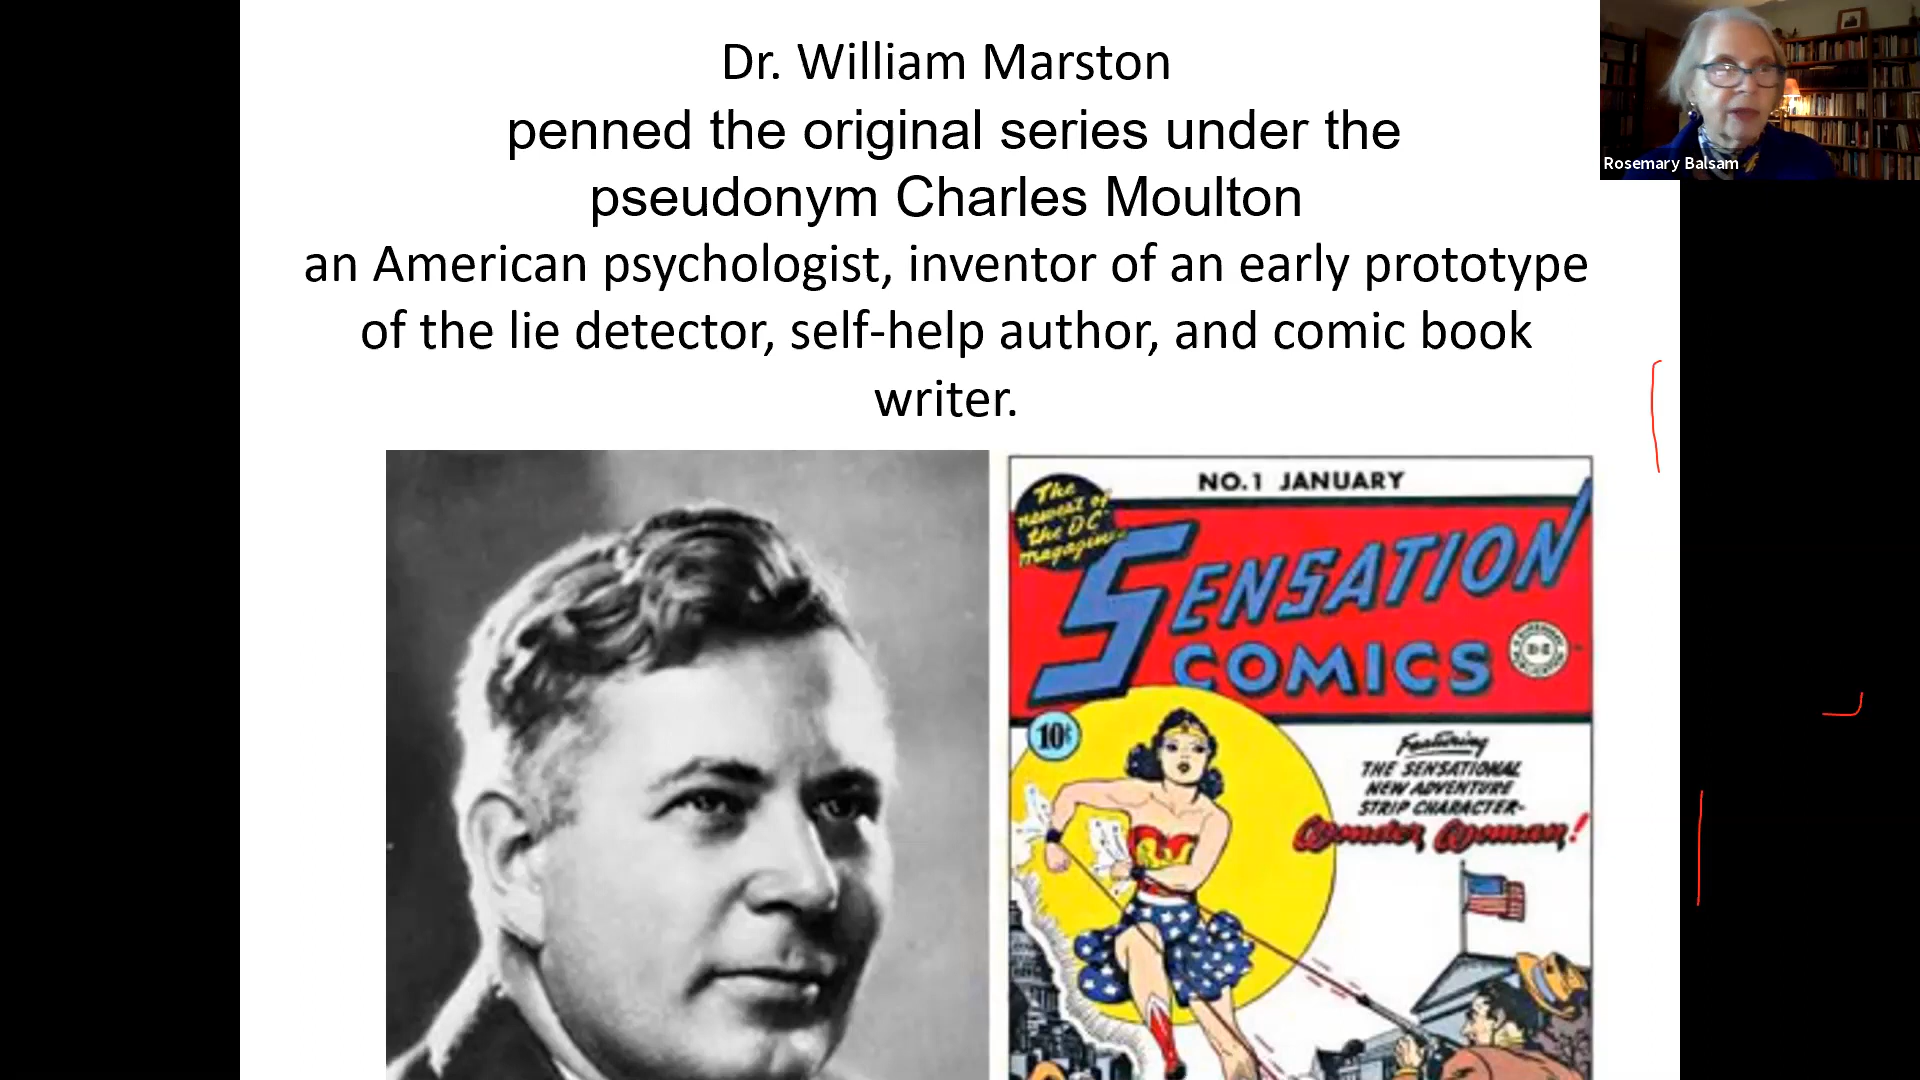 Dr. William Marston
penned the original series under the
pseudonym Charles Moulton
an American psychologist, inventor of an early prototype
of the lie detector, self-help author, and comic book
writer.
Rosemary Balsam
NO.1 JANUARY
The
newest of
the DC
magazines
SENSATION
COMICS
10¢
Featuring
THE SENSATIONAL
NEW ADVENTURE
STRIP CHARACTER-
Wonder Woman!